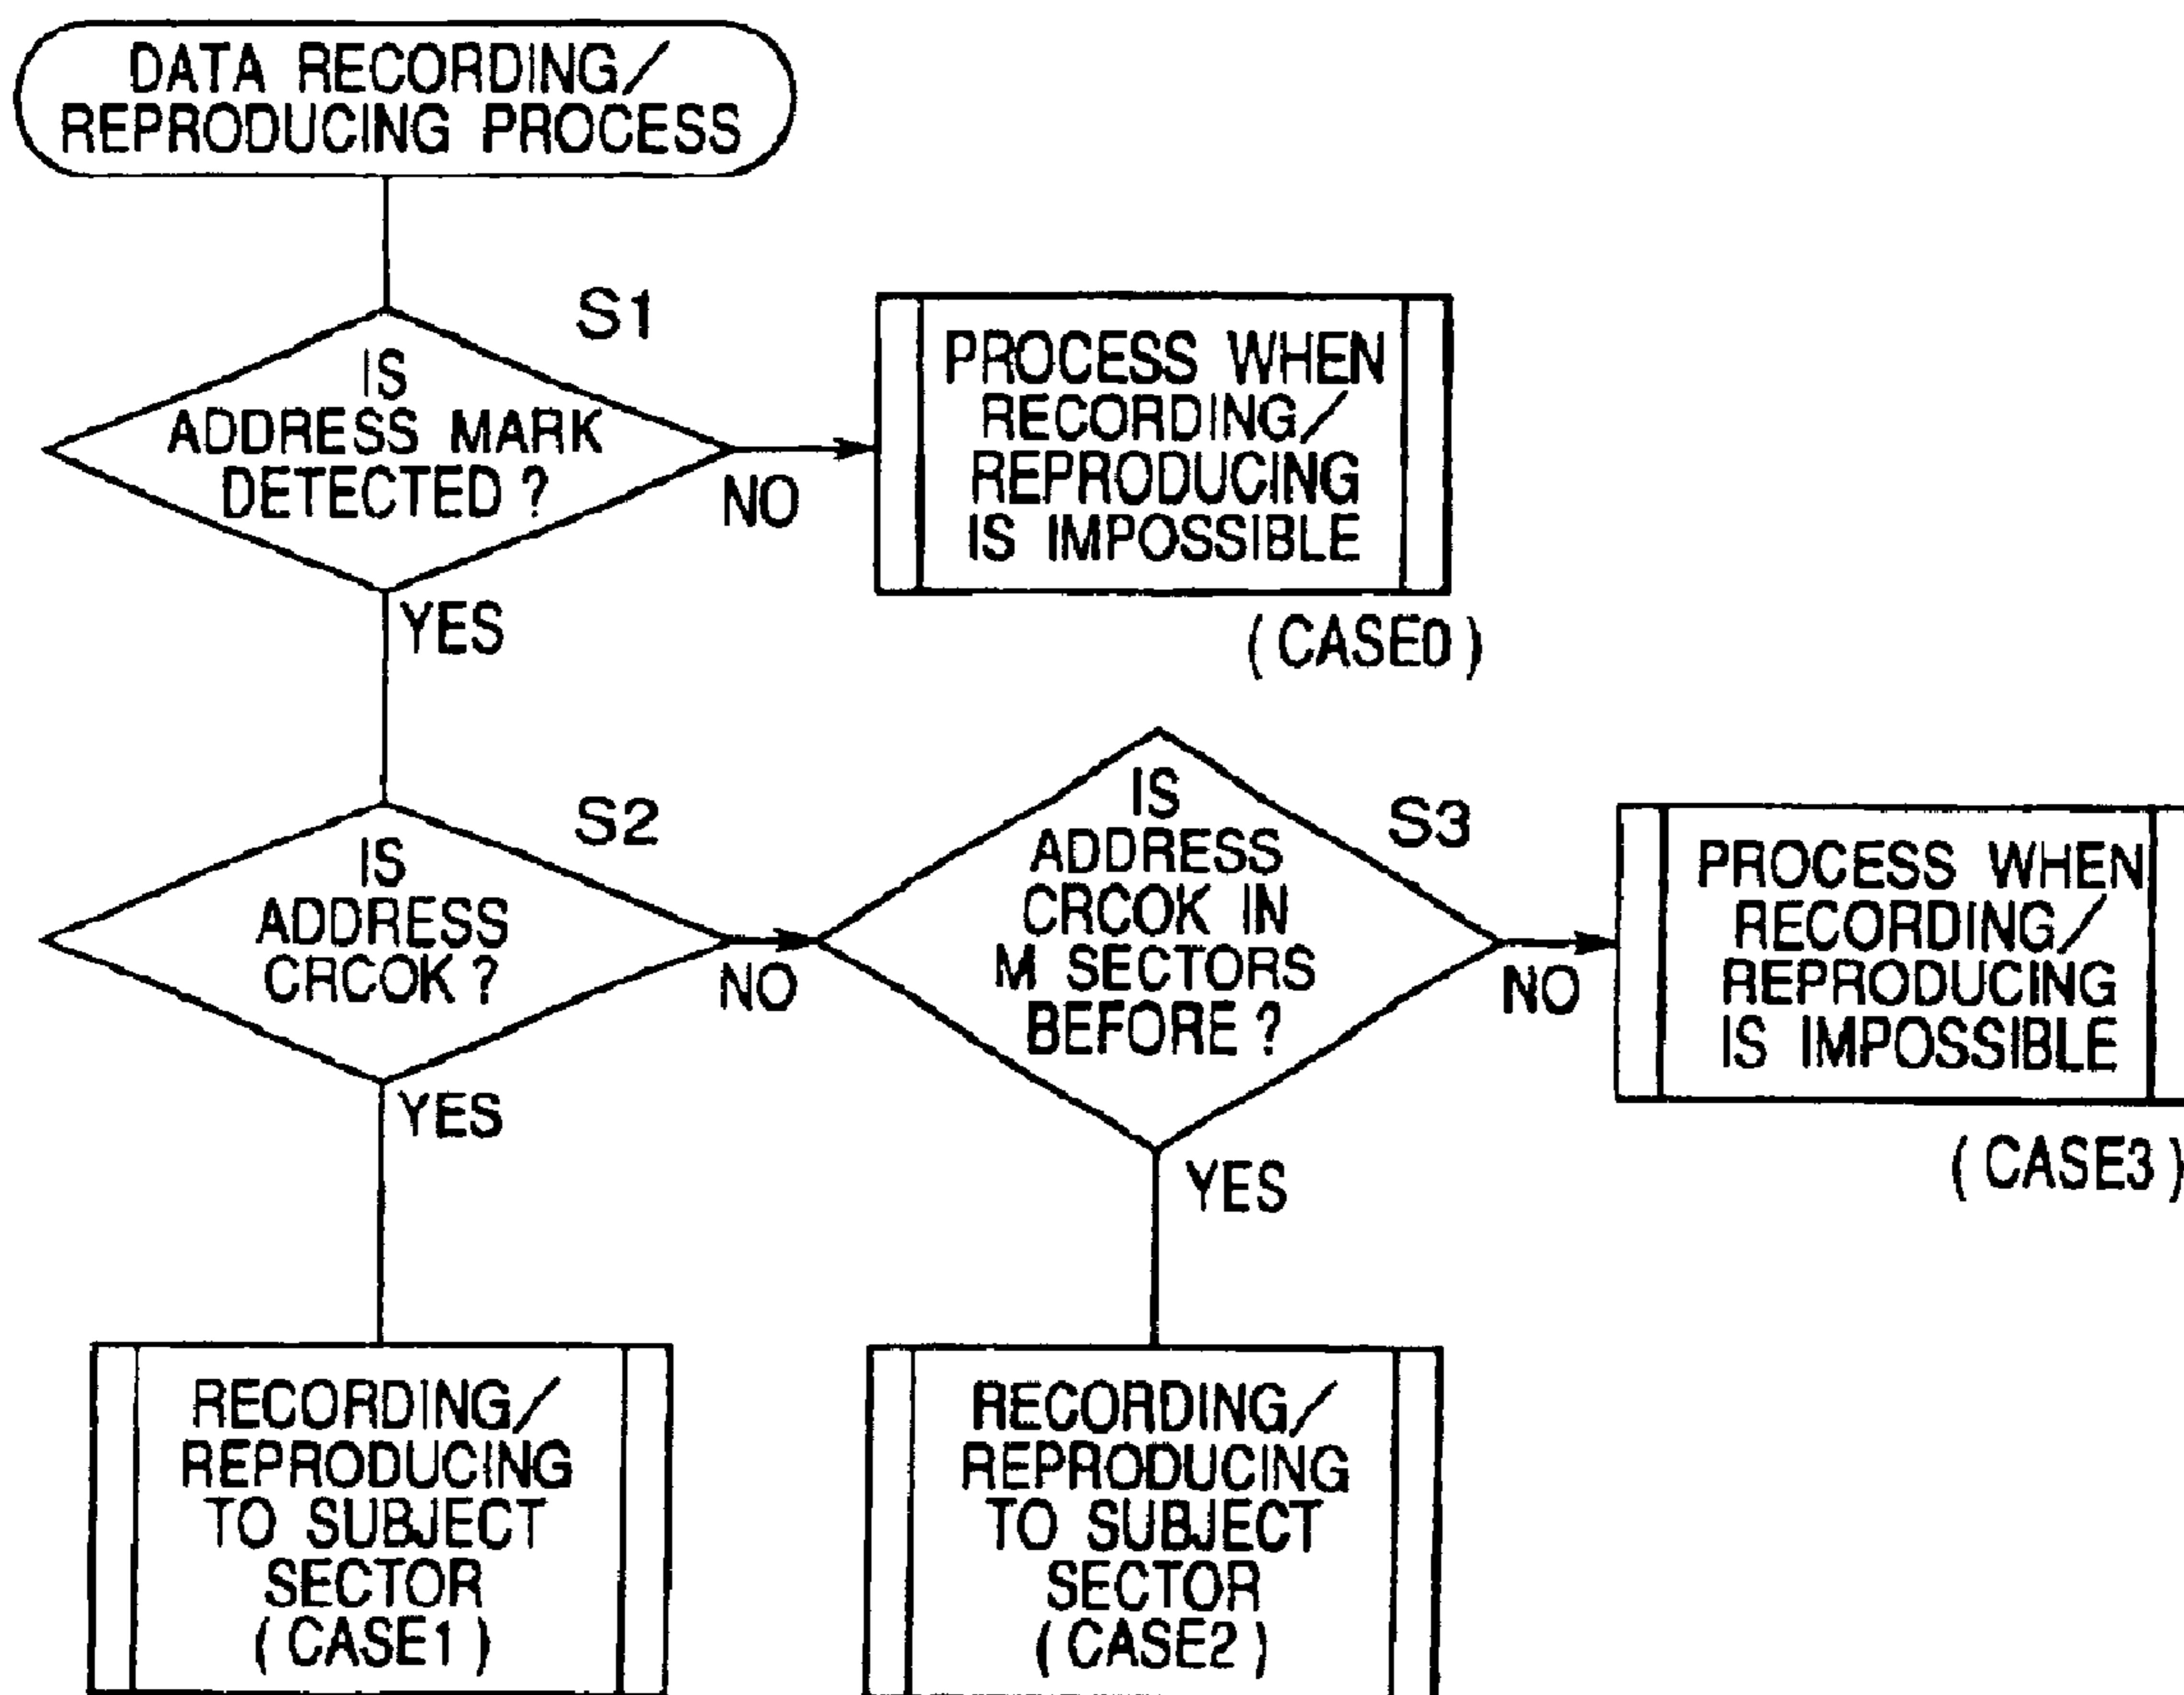 DATA RECORDING/
REPRODUCING PROCESS
S1
IS
ADDRESS MARK
DETECTED ?
NO
YES
PROCESS WHEN
RECORDING/
REPRODUCING
IS IMPOSSIBLE
( CASE0 )
S2
IS
ADDRESS
CRCOK ?
NO
YES
S3
IS
ADDRESS
CRCOK IN
M SECTORS
BEFORE ?
NO
YES
PROCESS WHEN
RECORDING/
REPRODUCING
IS IMPOSSIBLE
( CASE3 )
RECORDING/
REPRODUCING
TO SUBJECT
SECTOR
( CASE1 )
RECORDING/
REPRODUCING
TO SUBJECT
SECTOR
( CASE2 )